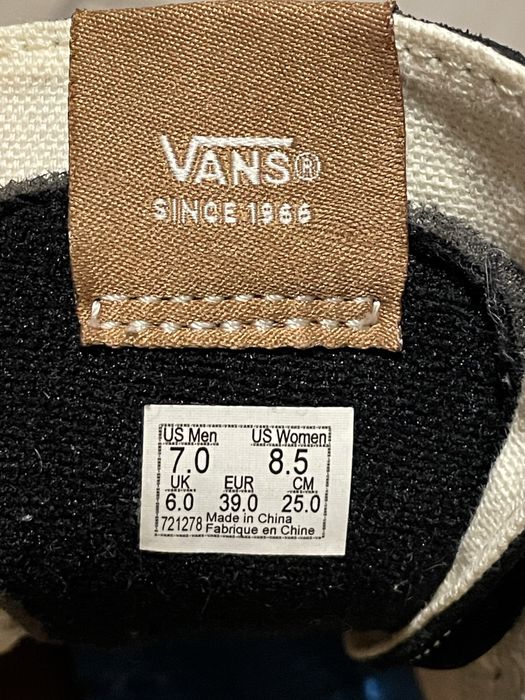 VANS®
SINCE 1966
US Men US Women
7.0 8.5
UK EUR CM
6.0 39.0 25.0
721278 Made in China
Fabrique en Chine